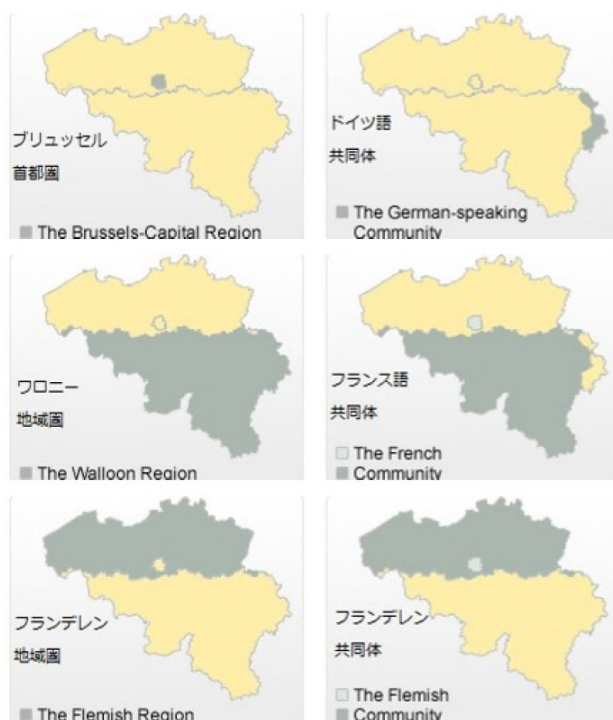 ブリュッセル
首都圏
The Brussels-Capital Region
ドイツ語
共同体
The German-speaking
Community
ワロニー
地域圏
The Walloon Region
フランス語
共同体
The French
Community
フランデレン
地域圏
The Flemish Region
フランデレン
共同体
The Flemish
Community